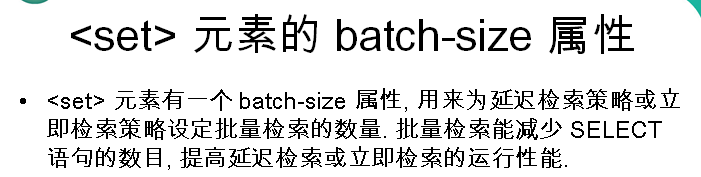 <set> 元素的 batch-size 属性
• <set> 元素有一个 batch-size 属性, 用来为延迟检索策略或立
即检索策略设定批量检索的数量. 批量检索能减少 SELECT
语句的数目, 提高延迟检索或立即检索的运行性能.